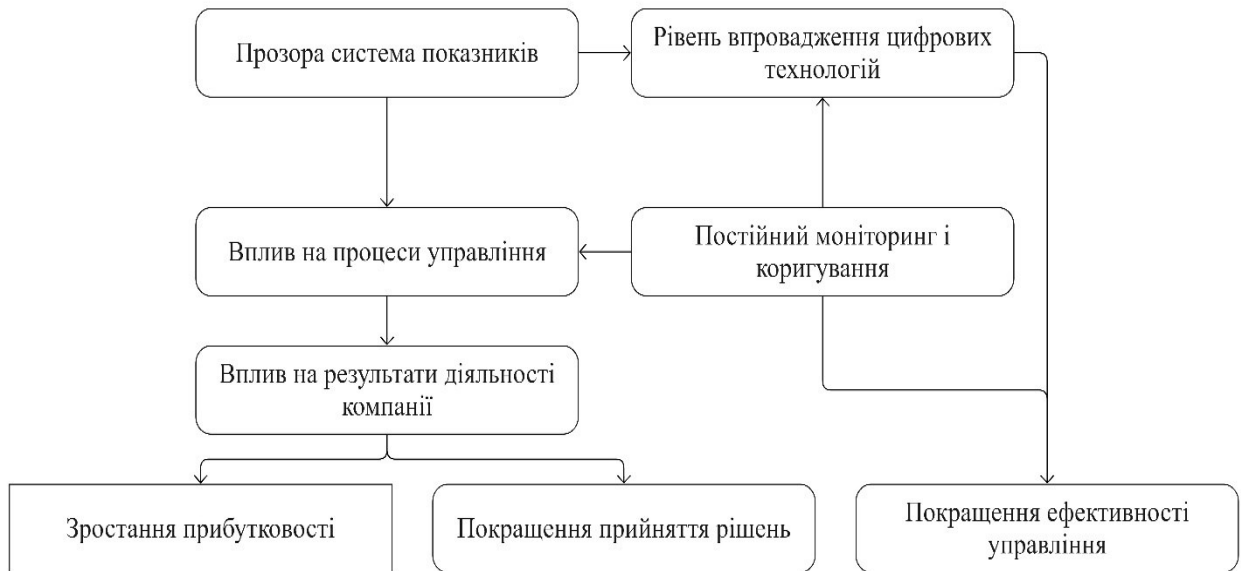 Прозора система показників
Рівень впровадження цифрових
технологій
Вплив на процеси управління
Постійний моніторинг і
коригування
Вплив на результати діяльності
компанії
Зростання прибутковості
Покращення прийняття рішень
Покращення ефективності
управління